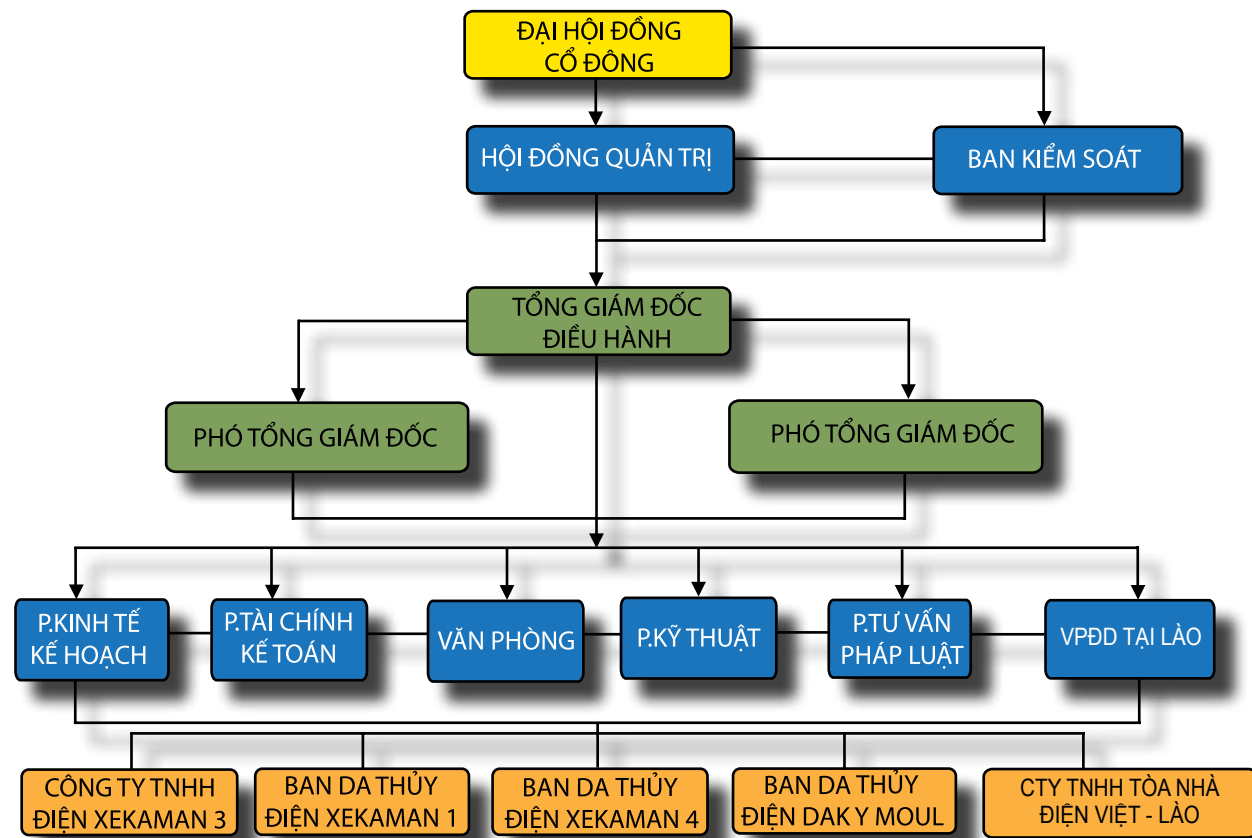 ĐẠI HỘI ĐỒNG
CỔ ĐÔNG
HỘI ĐỒNG QUẢN TRỊ
BAN KIỂM SOÁT
TỔNG GIÁM ĐỐC
ĐIỀU HÀNH
PHÓ TỔNG GIÁM ĐỐC
PHÓ TỔNG GIÁM ĐỐC
P.KINH TẾ
KẾ HOẠCH
P.TÀI CHÍNH
KẾ TOÁN
VĂN PHÒNG
P.KỸ THUẬT
P.TƯ VẤN
PHÁP LUẬT
VPĐD TẠI LÀO
CÔNG TY TNHH
ĐIỆN XEKAMAN 3
BAN DA THỦY
ĐIỆN XEKAMAN 1
BAN DA THỦY
ĐIỆN XEKAMAN 4
BAN DA THỦY
ĐIỆN DAK Y MOUL
CTY TNHH TÒA NHÀ
ĐIỆN VIỆT - LÀO